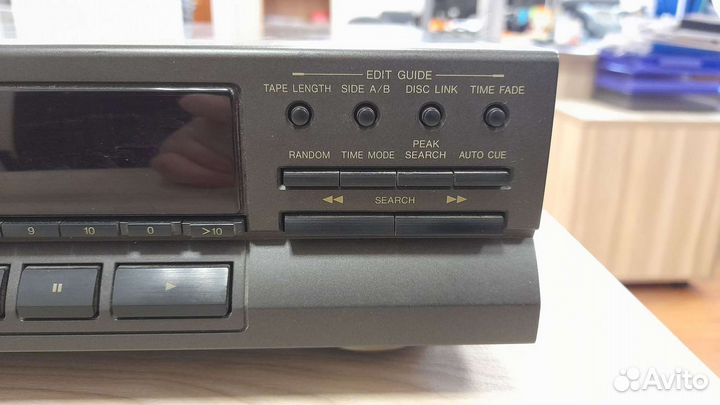 EDIT GUIDE
TAPE LENGTH SIDE A/B DISC LINK TIME FADE
RANDOM TIME MODE PEAK SEARCH AUTO CUE
◀◀ SEARCH ▶▶
9 10 0 >10
Avito